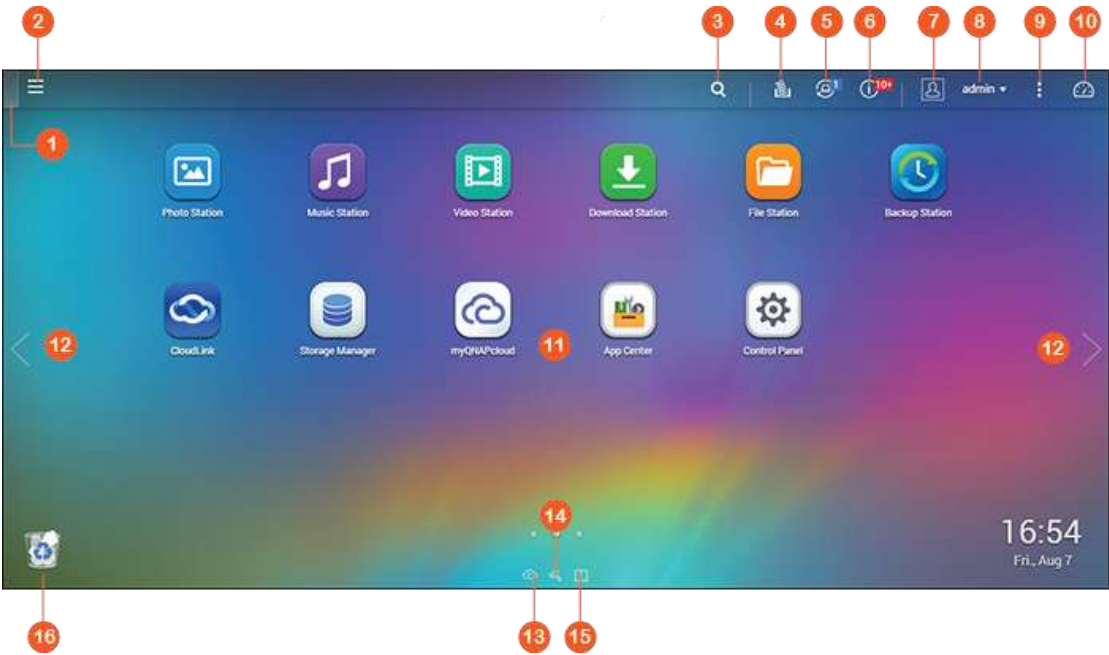 2 3 4 5 6 7 8 9 10
1 10+ admin
1
Photo Station Music Station Video Station Download Station File Station Backup Station
12 CloudLink Storage Manager myQNAPcloud 11 App Center Control Panel 12
14
16:54
Fri., Aug 7
16 13 15